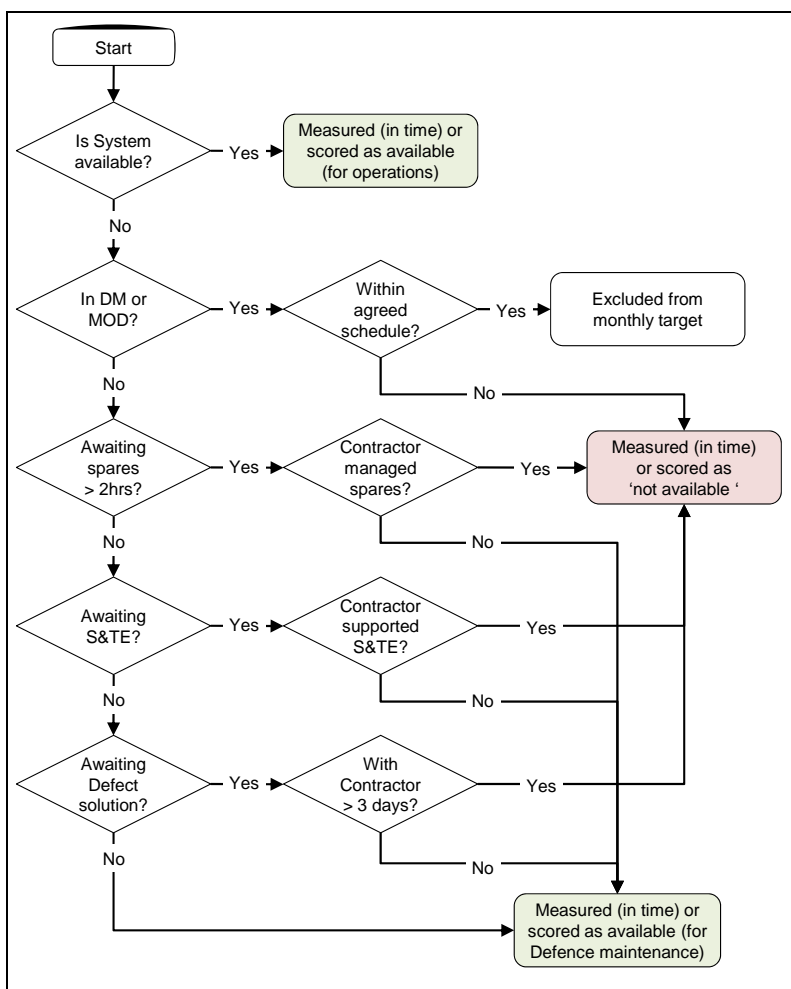 Start
Is System
available?
Yes
Measured (in time) or
scored as available
(for operations)
No
In DM or
MOD?
Yes
Within
agreed
schedule?
Yes
Excluded from
monthly target
No
No
Awaiting
spares
> 2hrs?
Yes
Contractor
managed
spares?
Yes
Measured (in time)
or scored as
'not available ‘
No
No
Awaiting
S&TE?
Yes
Contractor
supported
S&TE?
Yes
No
No
Awaiting
Defect
solution?
Yes
With
Contractor
> 3 days?
Yes
No
No
Measured (in time) or
scored as available (for
Defence maintenance)